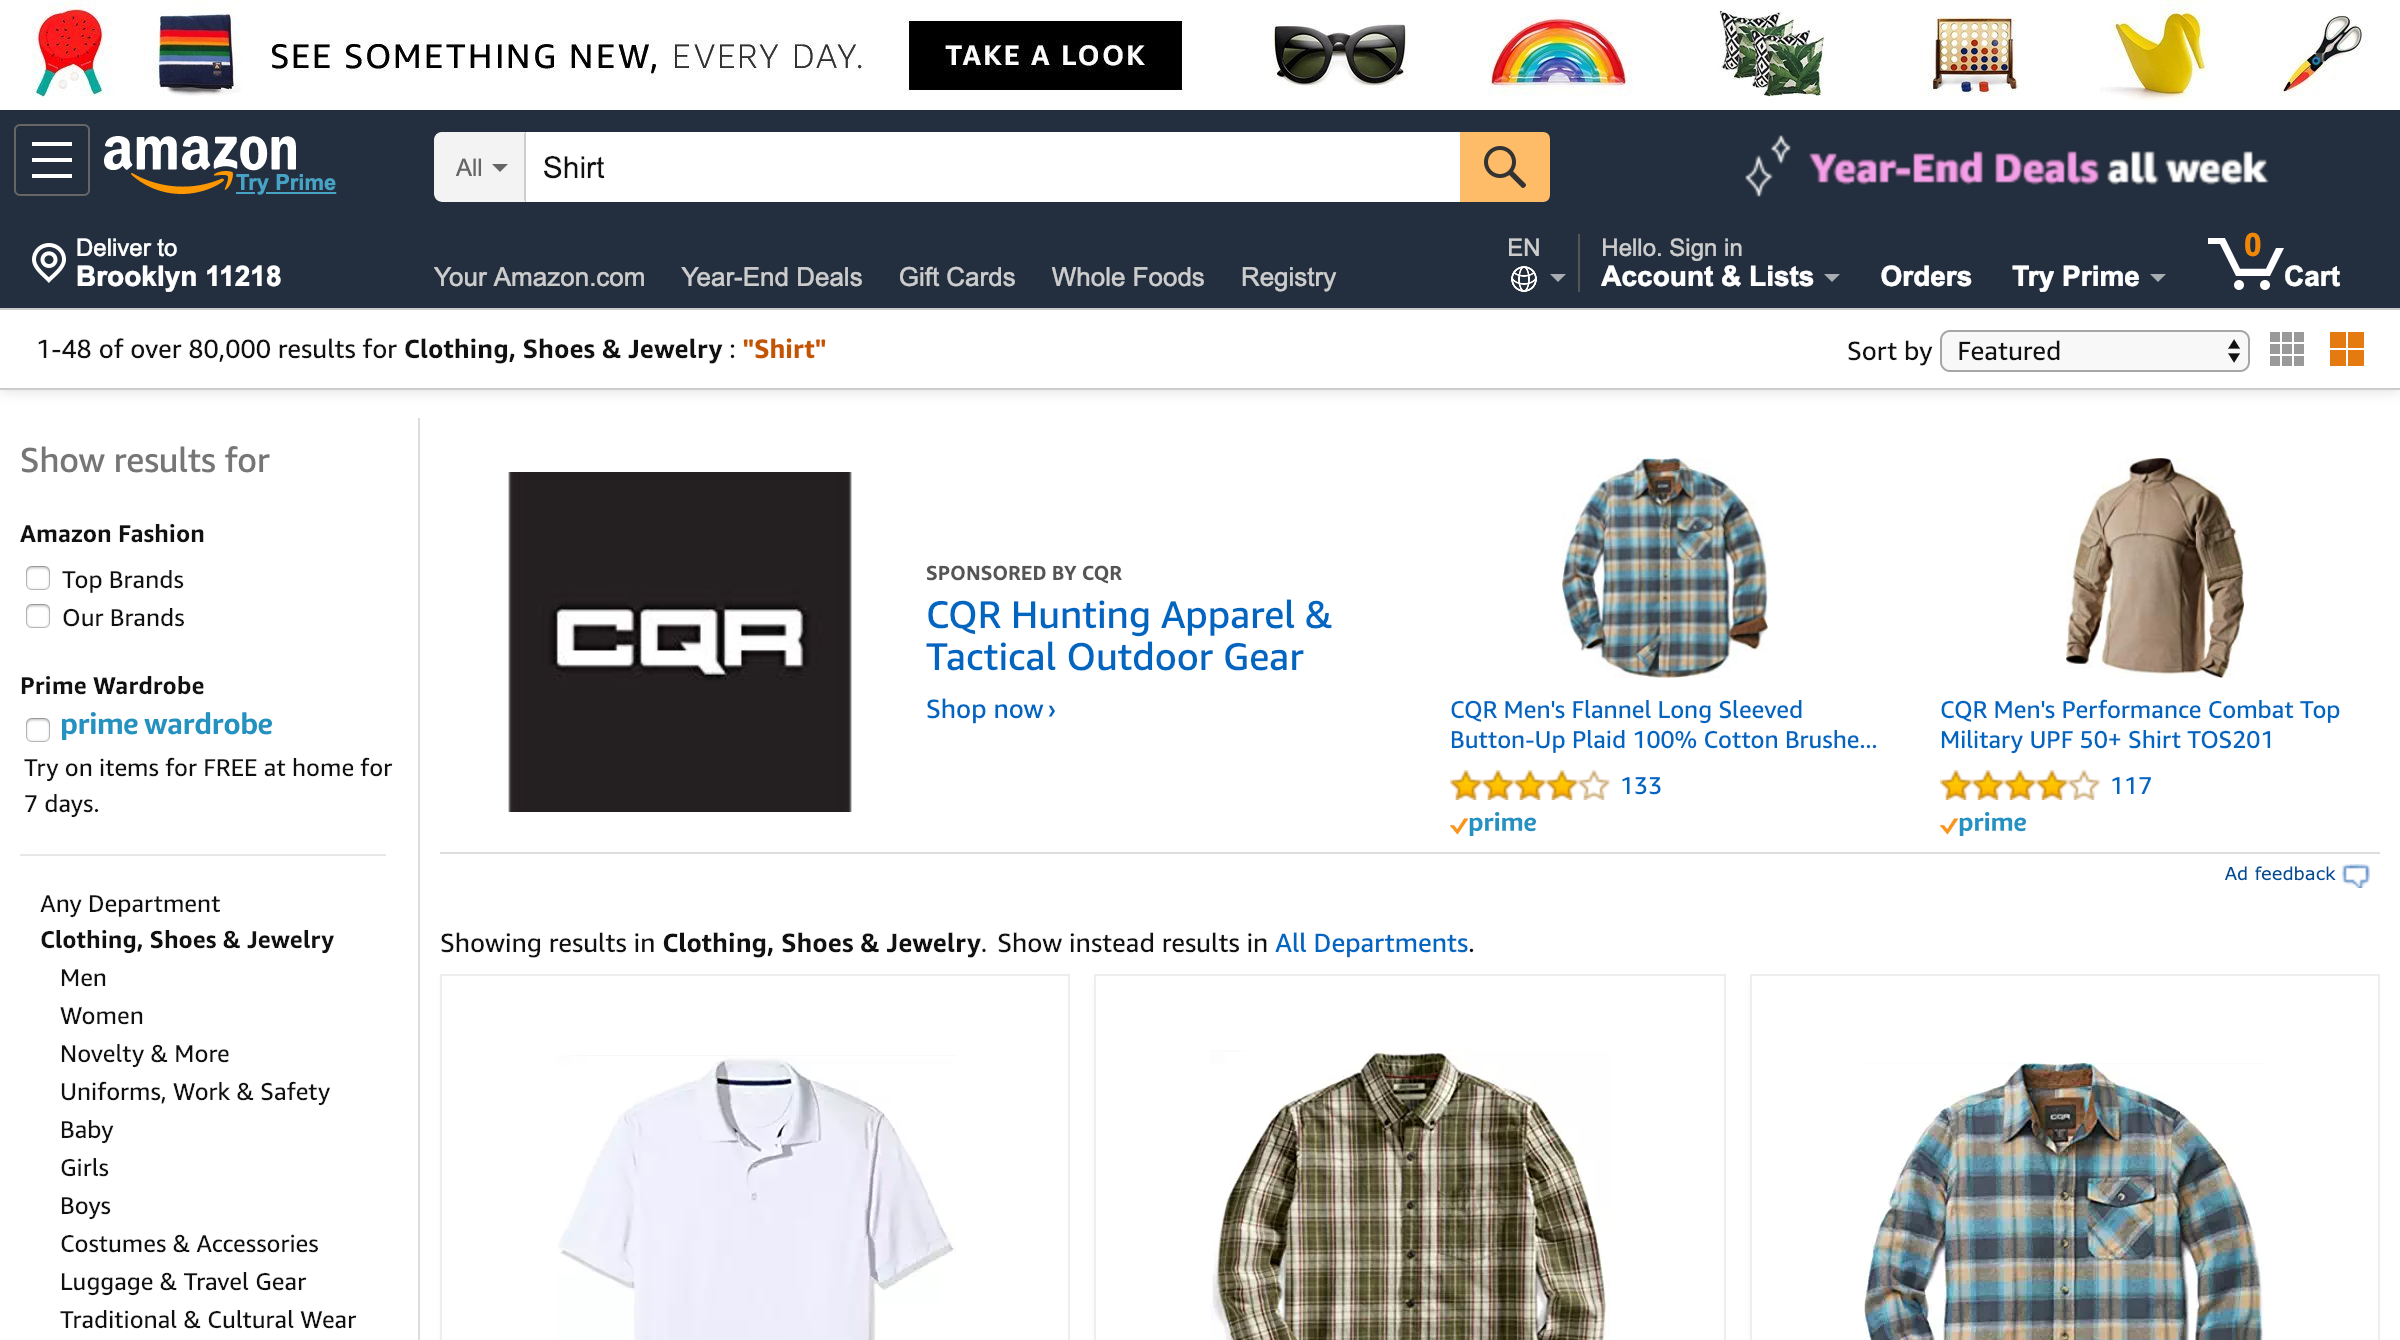 SEE SOMETHING NEW, EVERY DAY.
TAKE A LOOK
amazon
Try Prime
All
Shirt
Year-End Deals all week
Deliver to
Brooklyn 11218
Your Amazon.com
Year-End Deals
Gift Cards
Whole Foods
Registry
EN
Hello. Sign in
Account & Lists
Orders
Try Prime
0
Cart
1-48 of over 80,000 results for Clothing, Shoes & Jewelry : "Shirt"
Sort by
Featured
Show results for
Amazon Fashion
Top Brands
Our Brands
Prime Wardrobe
prime wardrobe
Try on items for FREE at home for
7 days.
Any Department
Clothing, Shoes & Jewelry
Men
Women
Novelty & More
Uniforms, Work & Safety
Baby
Girls
Boys
Costumes & Accessories
Luggage & Travel Gear
Traditional & Cultural Wear
CQR
SPONSORED BY CQR
CQR Hunting Apparel &
Tactical Outdoor Gear
Shop now ›
CQR Men's Flannel Long Sleeved
Button-Up Plaid 100% Cotton Brushe...
133
prime
CQR Men's Performance Combat Top
Military UPF 50+ Shirt TOS201
117
prime
Ad feedback
Showing results in Clothing, Shoes & Jewelry. Show instead results in All Departments.
CQR